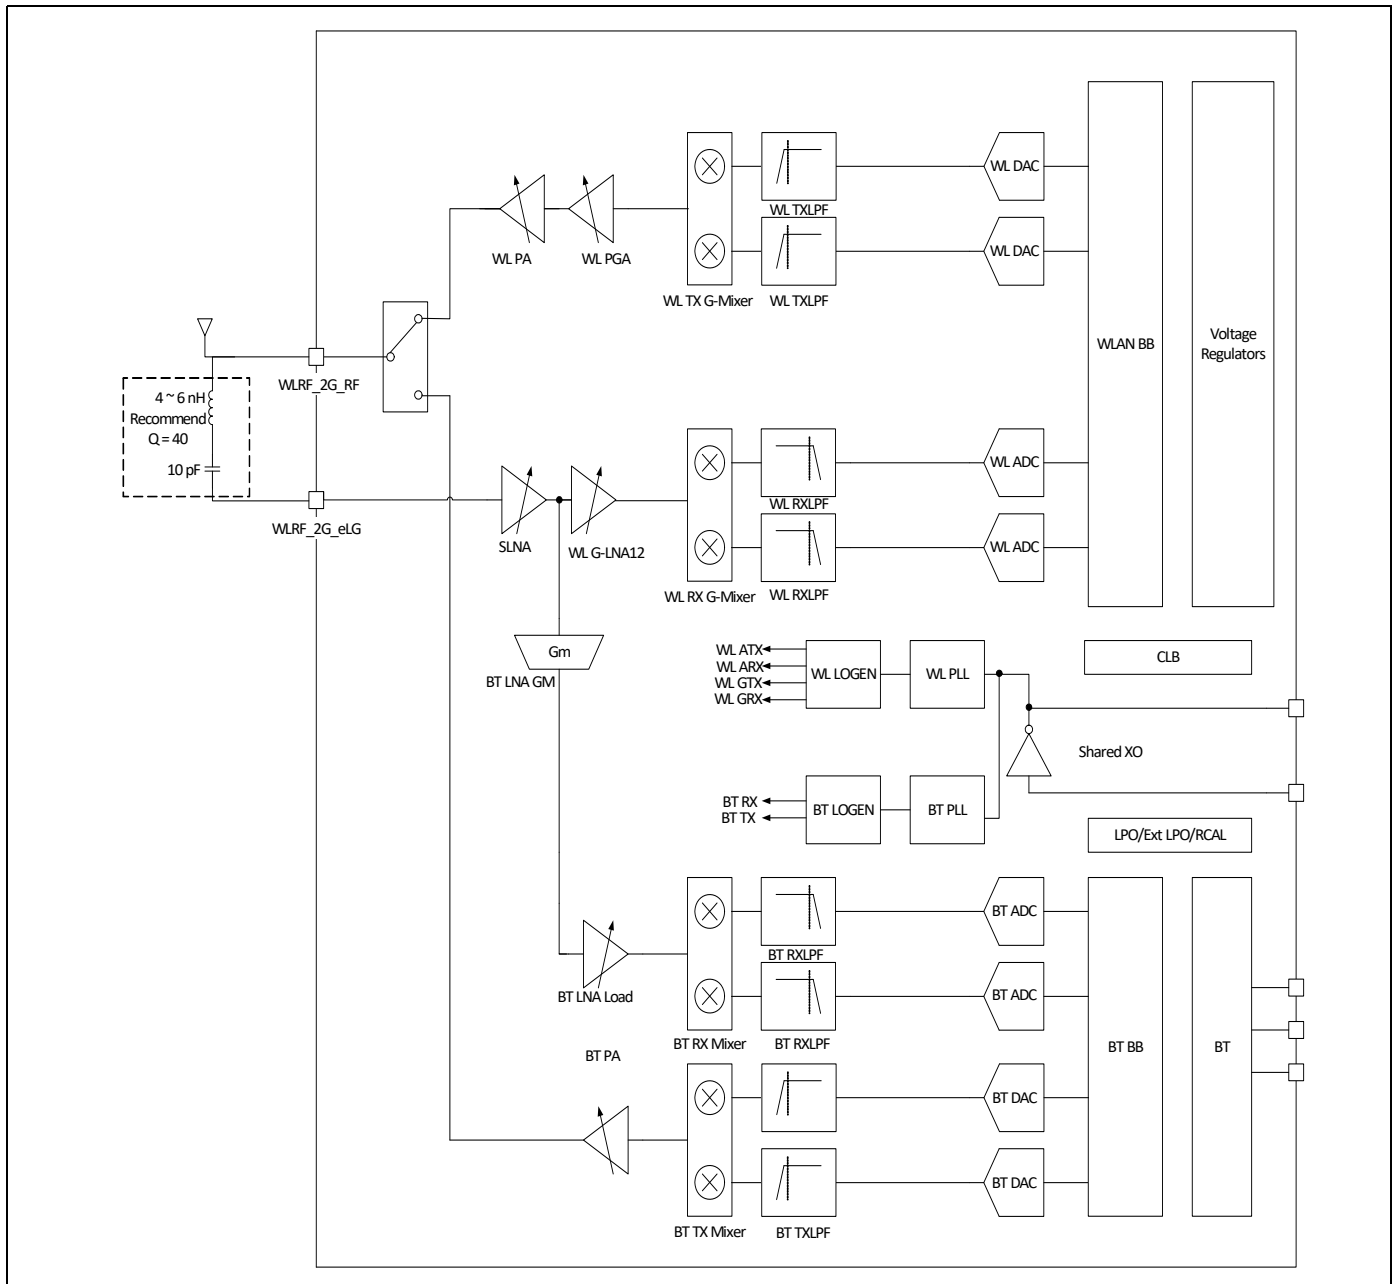 WL DAC
WL TXLPF
WL PA
WL PGA
WL DAC
WL TX G-Mixer
WL TXLPF
WLAN BB
Voltage
Regulators
WLRF_2G_RF
4 ~ 6 nH
Recommend
Q = 40
10 pF
WLRF_2G_eLG
WL ADC
WL RXLPF
SLNA
WL G-LNA12
WL ADC
WL RX G-Mixer
WL RXLPF
Gm
BT LNA GM
WL ATX
WL ARX
WL GTX
WL GRX
WL LOGEN
WL PLL
CLB
Shared XO
BT RX
BT TX
BT LOGEN
BT PLL
LPO/Ext LPO/RCAL
BT ADC
BT RXLPF
BT LNA Load
BT ADC
BT RX Mixer
BT RXLPF
BT PA
BT BB
BT
BT DAC
BT DAC
BT TX Mixer
BT TXLPF